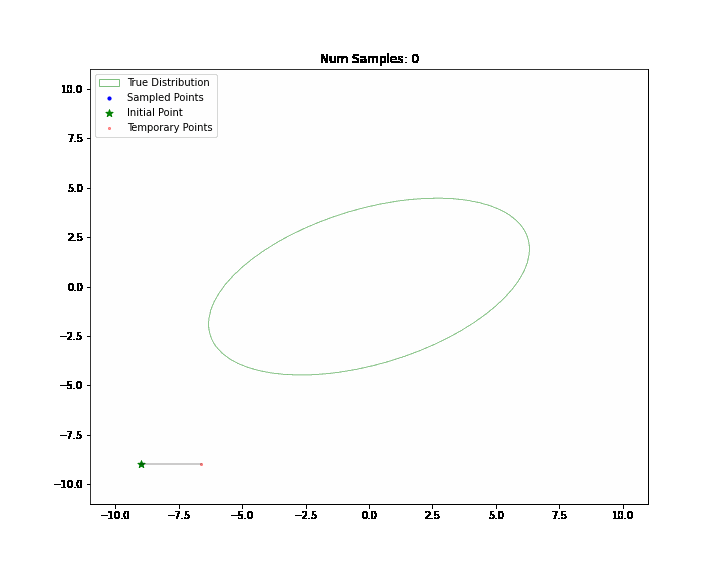 Num Samples: 0
True Distribution
Sampled Points
Initial Point
Temporary Points
10.0
7.5
5.0
2.5
0.0
−2.5
−5.0
−7.5
−10.0
−10.0 −7.5 −5.0 −2.5 0.0 2.5 5.0 7.5 10.0